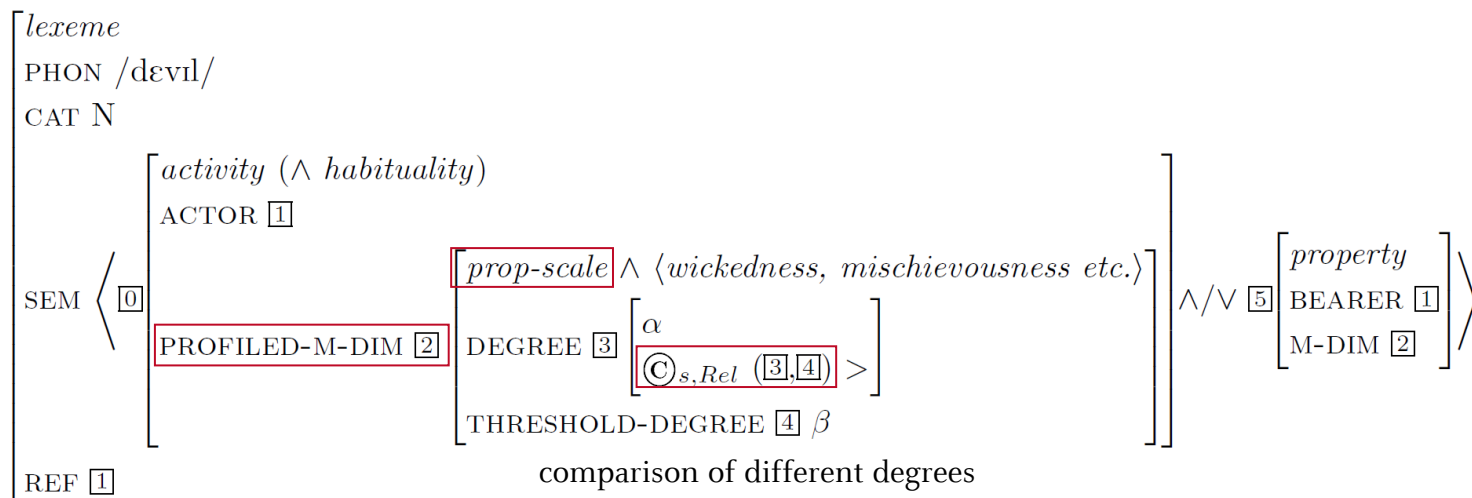 lexeme
PHON /dɛvɪl/
CAT N
activity (∧ habituality)
ACTOR 1
prop-scale ∧ ⟨wickedness, mischievousness etc.⟩
property
SEM ⟨ 0 PROFILED-M-DIM 2 DEGREE 3 α ∧/∨ 5 BEARER 1 ⟩
Ⓒs,Rel (3,4) >
M-DIM 2
THRESHOLD-DEGREE 4 β
comparison of different degrees
REF 1